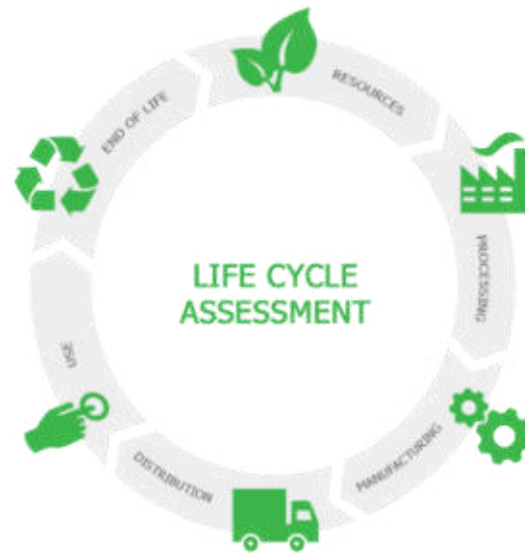 LIFE CYCLE
ASSESSMENT
RESOURCES
PROCESSING
MANUFACTURING
DISTRIBUTION
USE
END OF LIFE